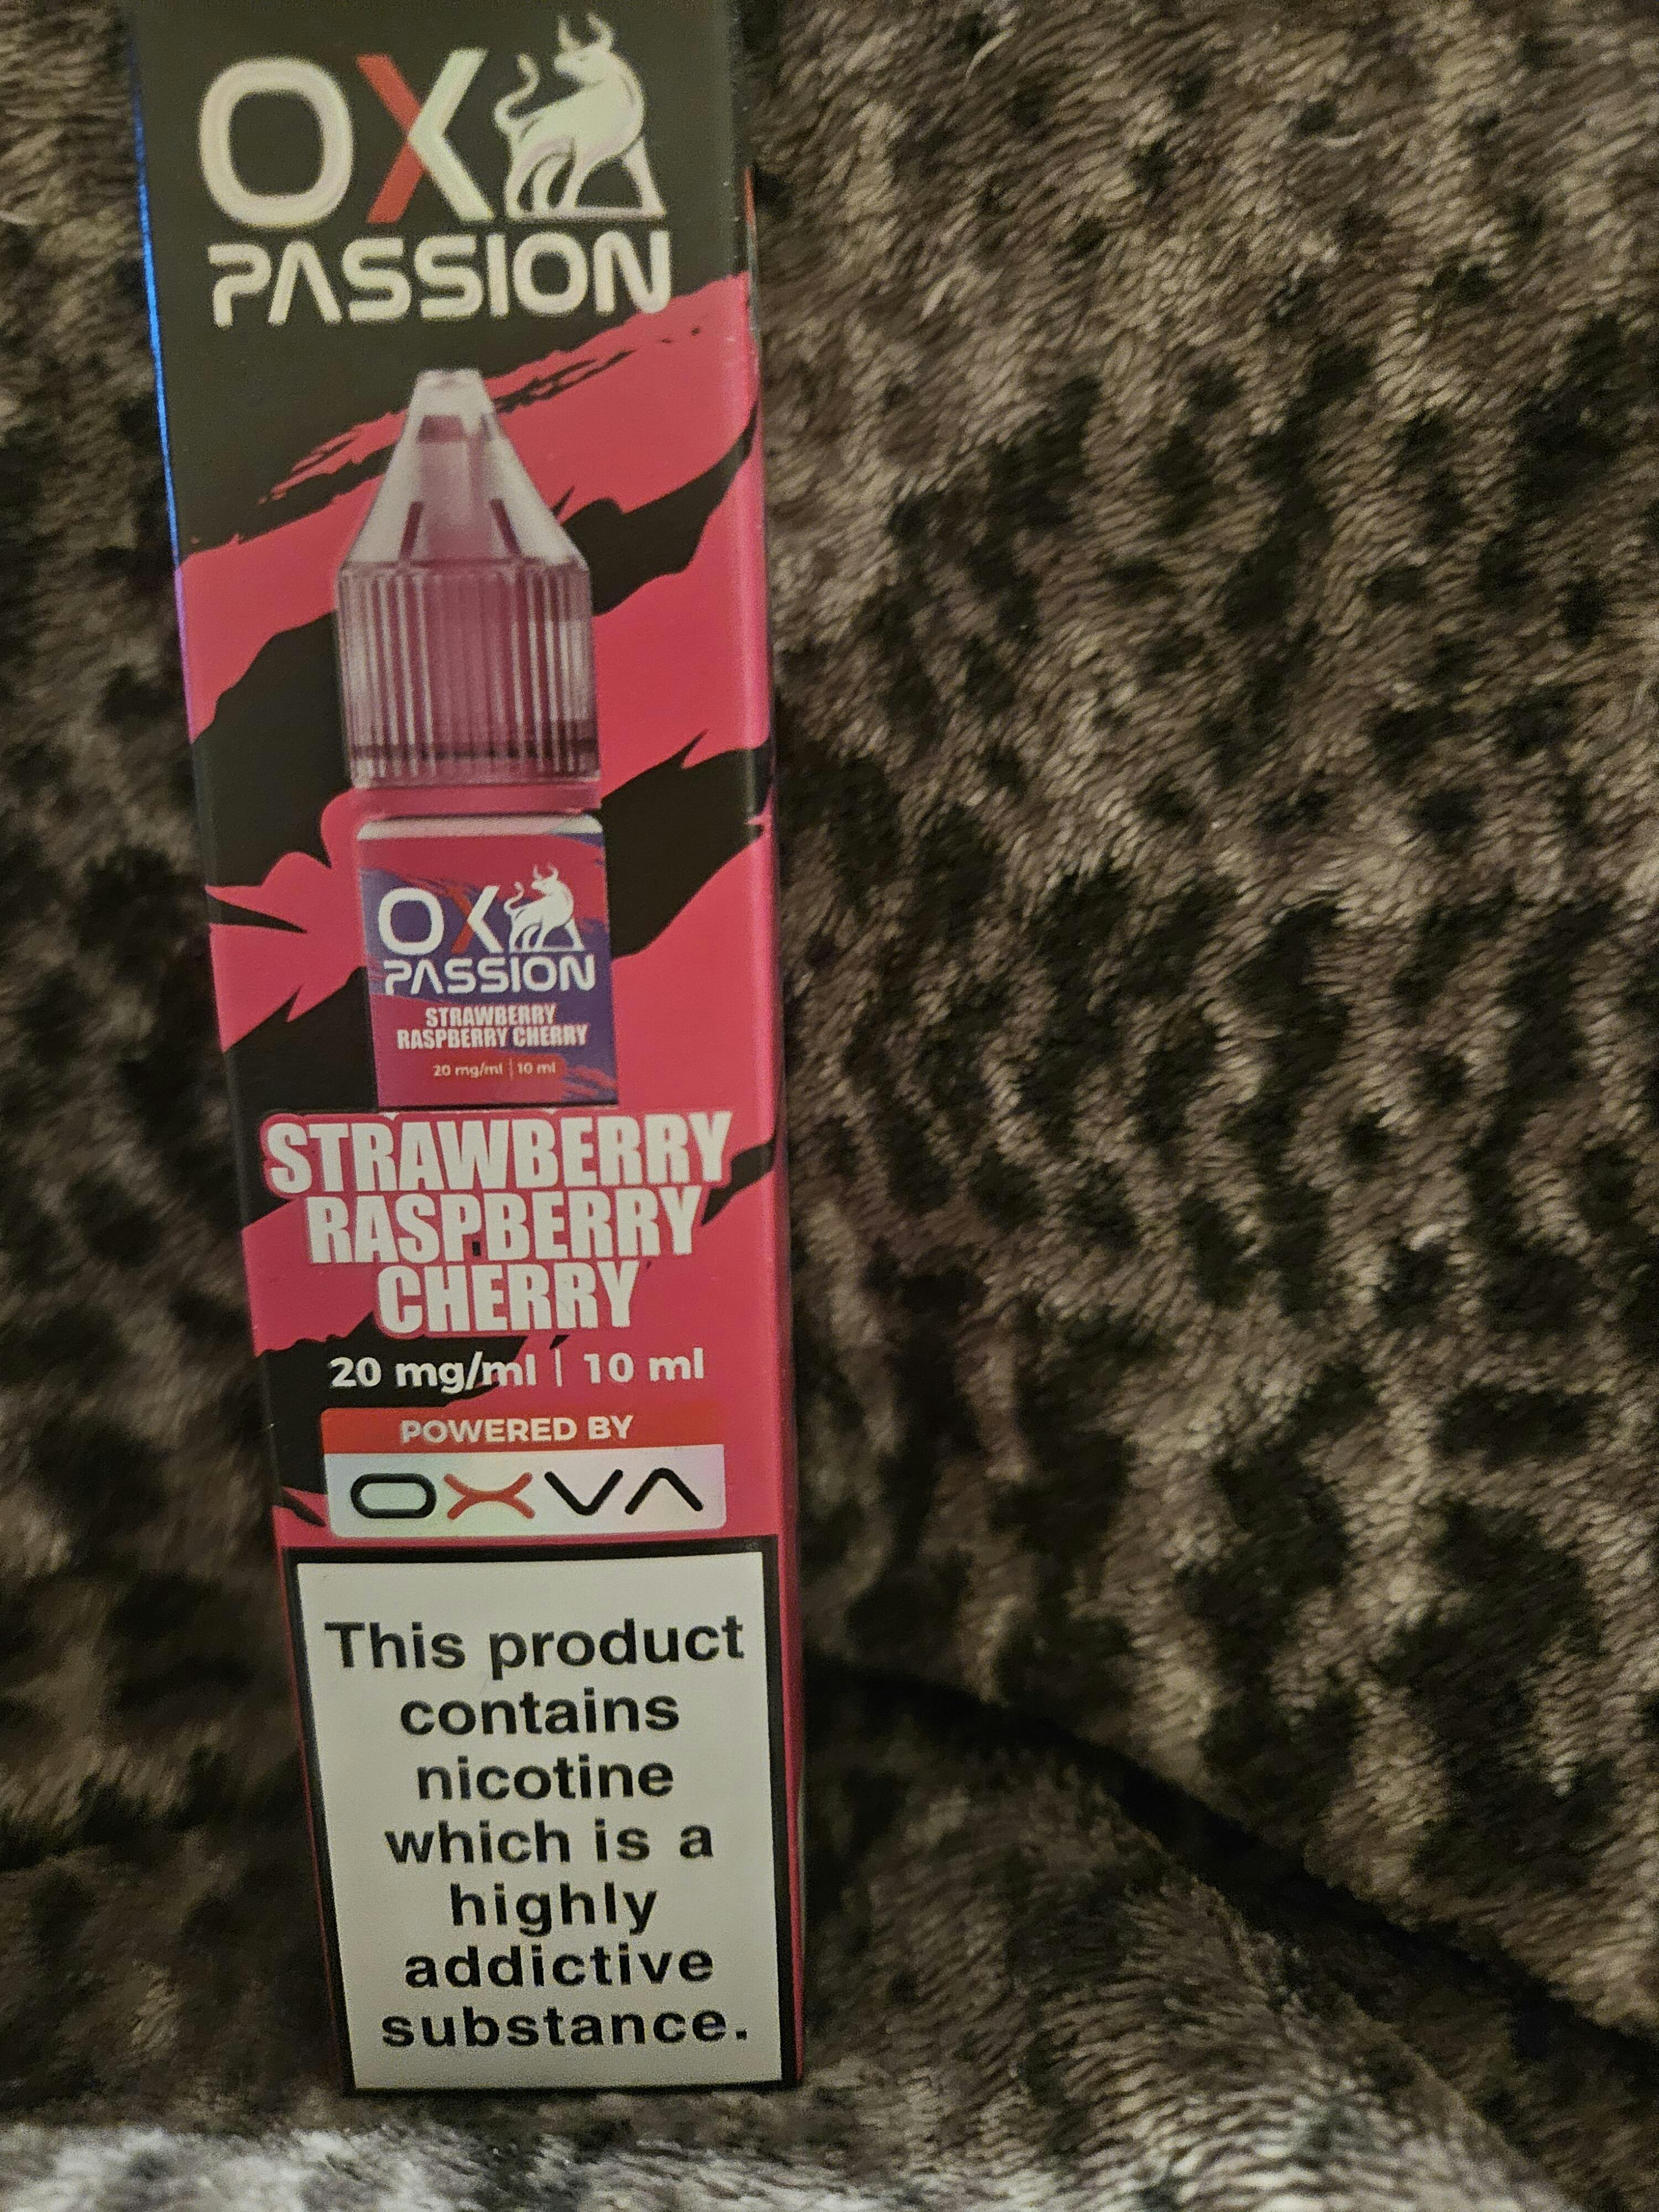 OX
PASSION
OX
PASSION
STRAWBERRY
RASPBERRY CHERRY
20 mg/ml | 10 ml
STRAWBERRY
RASPBERRY
CHERRY
20 mg/ml | 10 ml
POWERED BY
OXVA
This product
contains
nicotine
which is a
highly
addictive
substance.